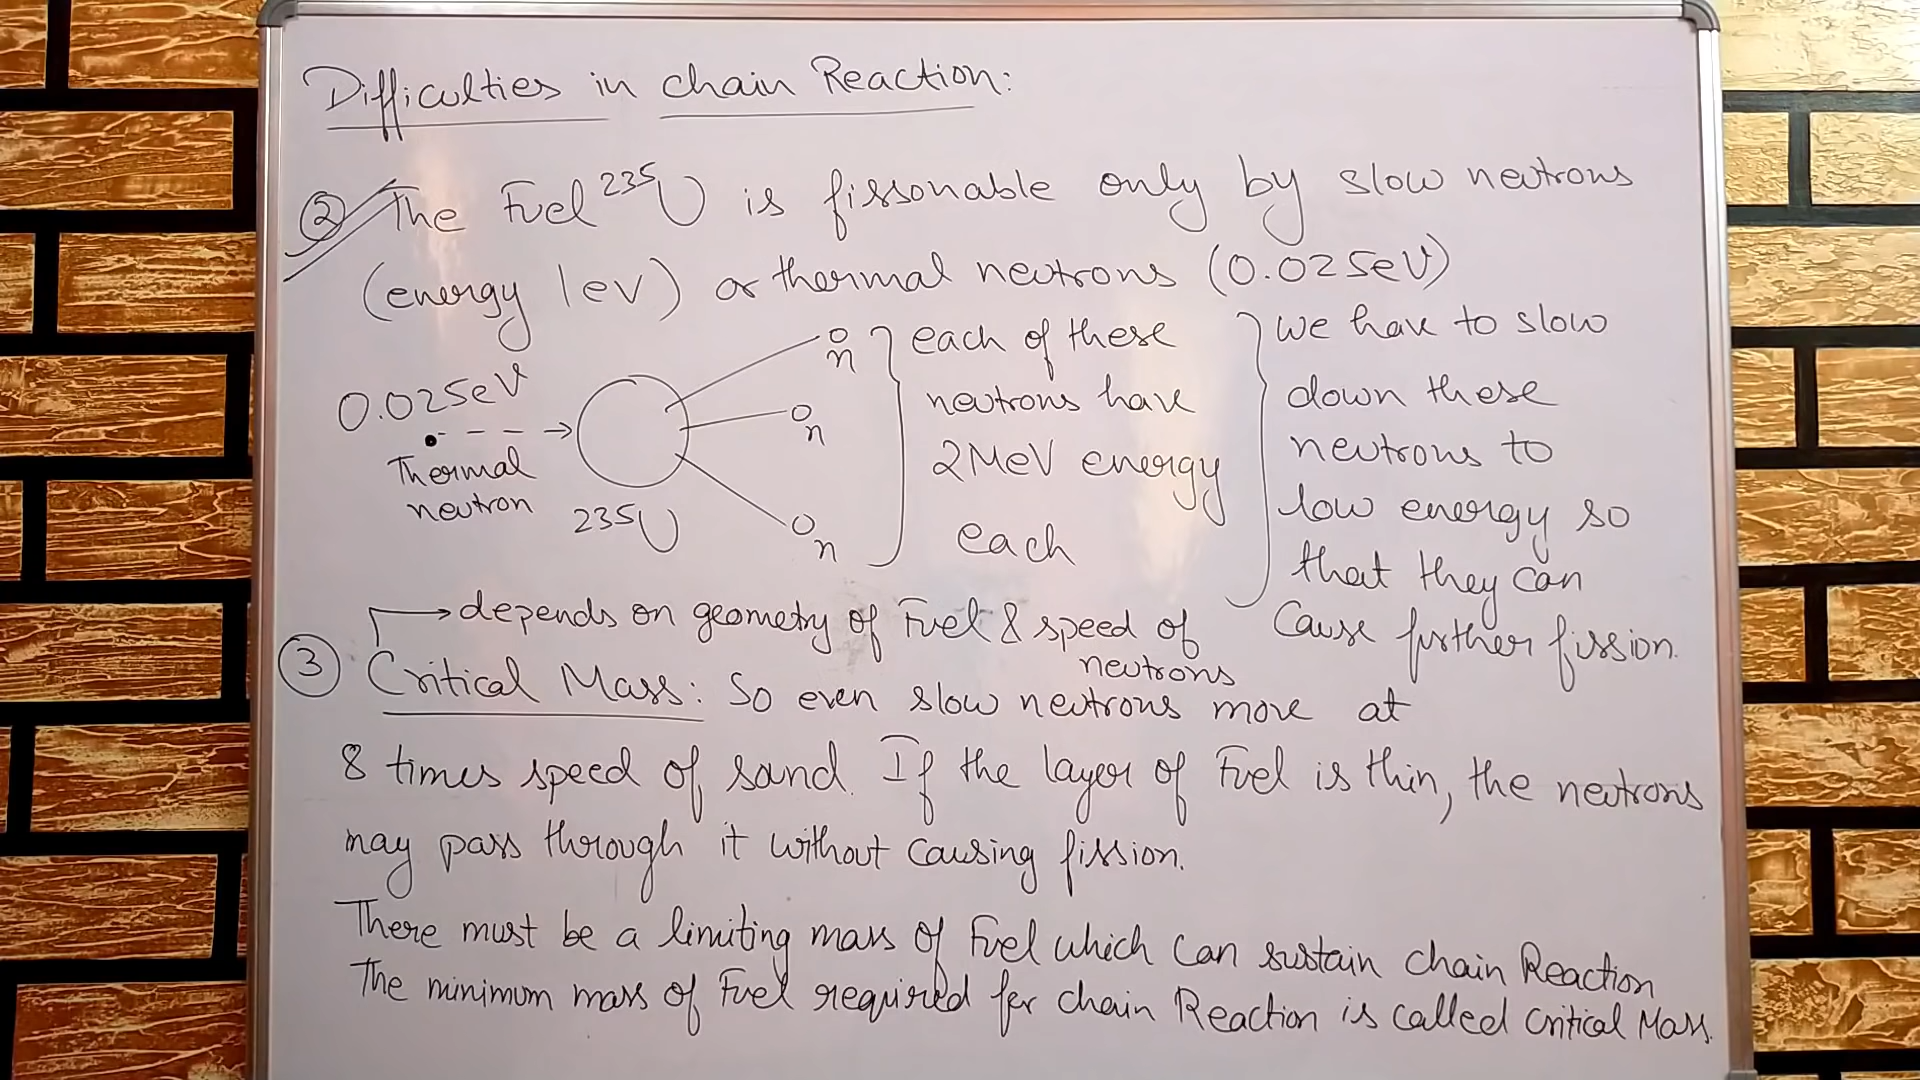 Difficulties in chain Reaction:
② The Fuel 235U is fissonable only by slow neutrons
(energy 1ev) or thermal neutrons (0.025eV)
0.025eV
Thermal
neutron
235U
n
n
n
each of these
neutrons have
2MeV energy
each
we have to slow
down these
neutrons to
low energy so
that they can
Cause further fission.
depends on geometry of Fuel & speed of
neutrons
③ Critical Mass: So even slow neutrons move at
8 times speed of sound. If the layer of Fuel is thin, the neutrons
may pass through it without causing fission.
There must be a limiting mass of Fuel which can sustain chain Reaction
The minimum mass of Fuel required for chain Reaction is called critical Mass.